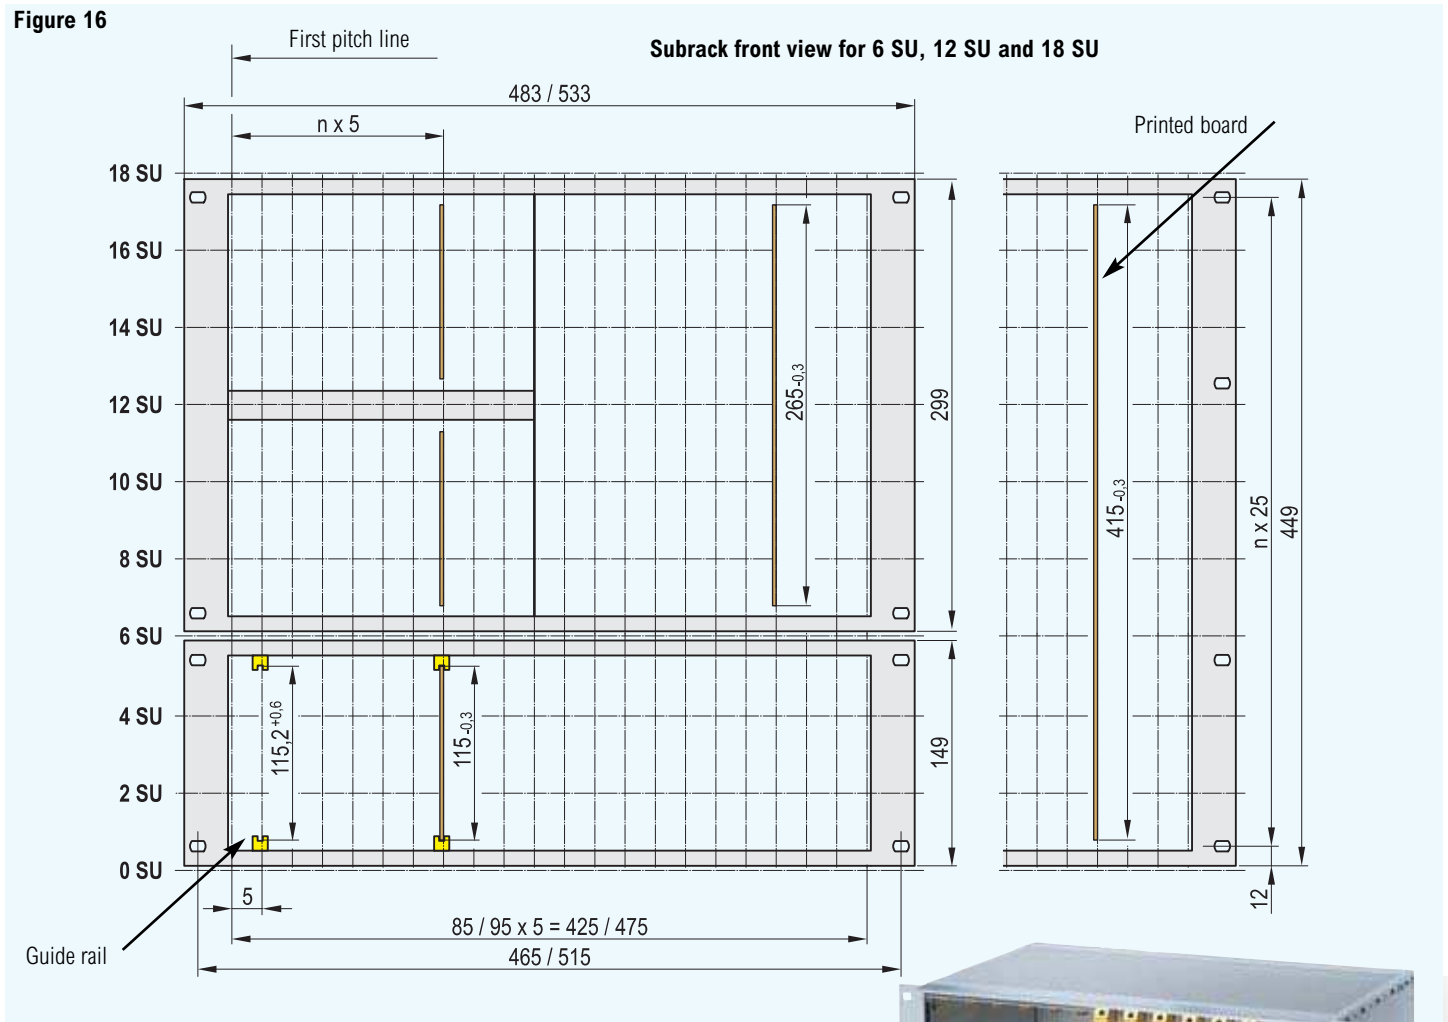 Figure 16
First pitch line
Subrack front view for 6 SU, 12 SU and 18 SU
483 / 533
n x 5
Printed board
18 SU
16 SU
14 SU
12 SU
10 SU
8 SU
6 SU
4 SU
2 SU
0 SU
265-0,3
299
415-0,3
n x 25
449
115,2+0,6
115-0,3
149
12
5
85 / 95 x 5 = 425 / 475
465 / 515
Guide rail